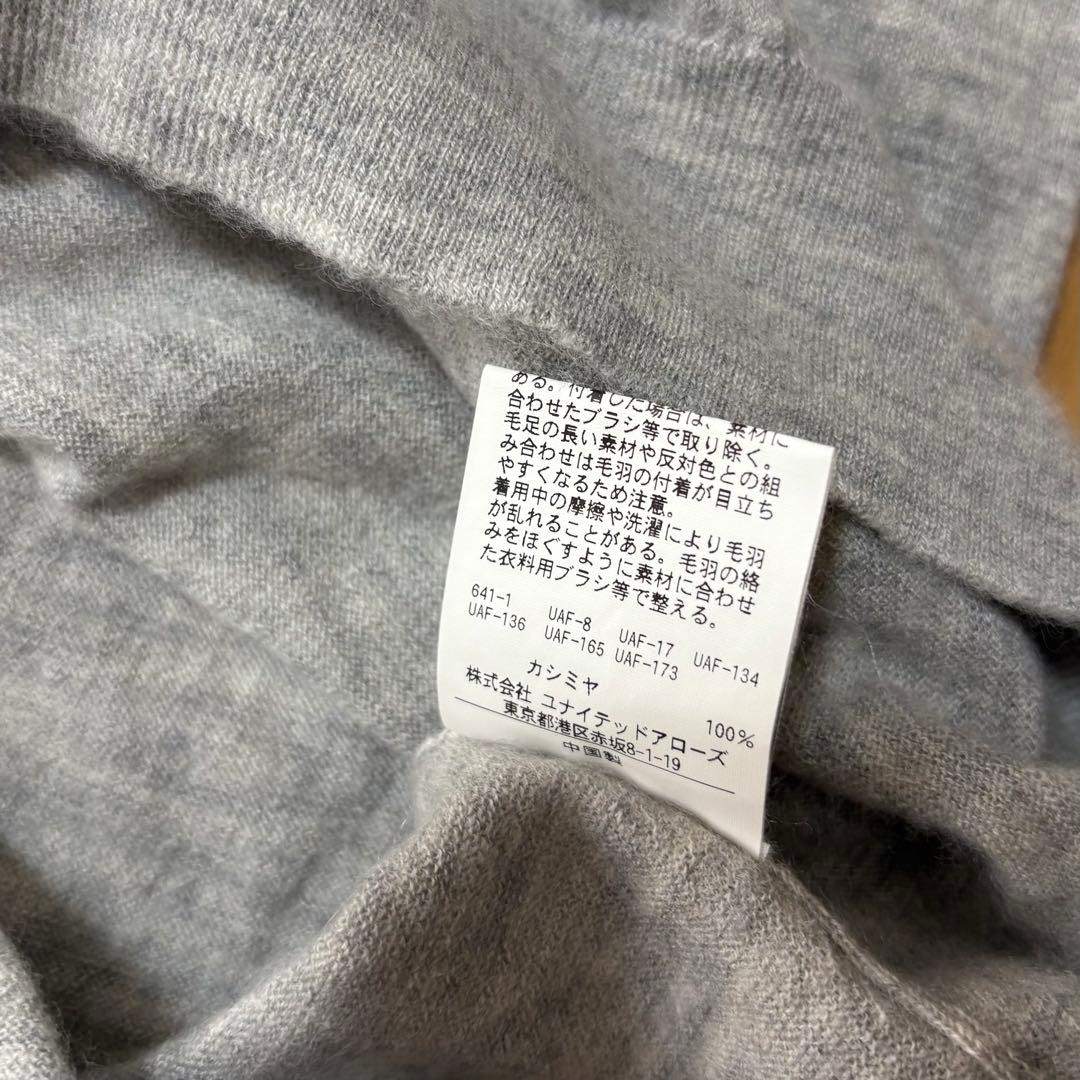 ある。付着した場合は、素材に
合わせたブラシ等で取り除く。
毛足の長い素材や反対色との組
み合わせは毛羽の付着が目立ち
やすくなるため注意。
着用中の摩擦や洗濯により毛羽
が乱れることがある。毛羽の絡
みをほぐすように素材に合わせ
た衣料用ブラシ等で整える。
641-1 UAF-8 UAF-17 UAF-134
UAF-136 UAF-165 UAF-173
カシミヤ 100%
株式会社 ユナイテッドアローズ
東京都港区赤坂8-1-19
中国製